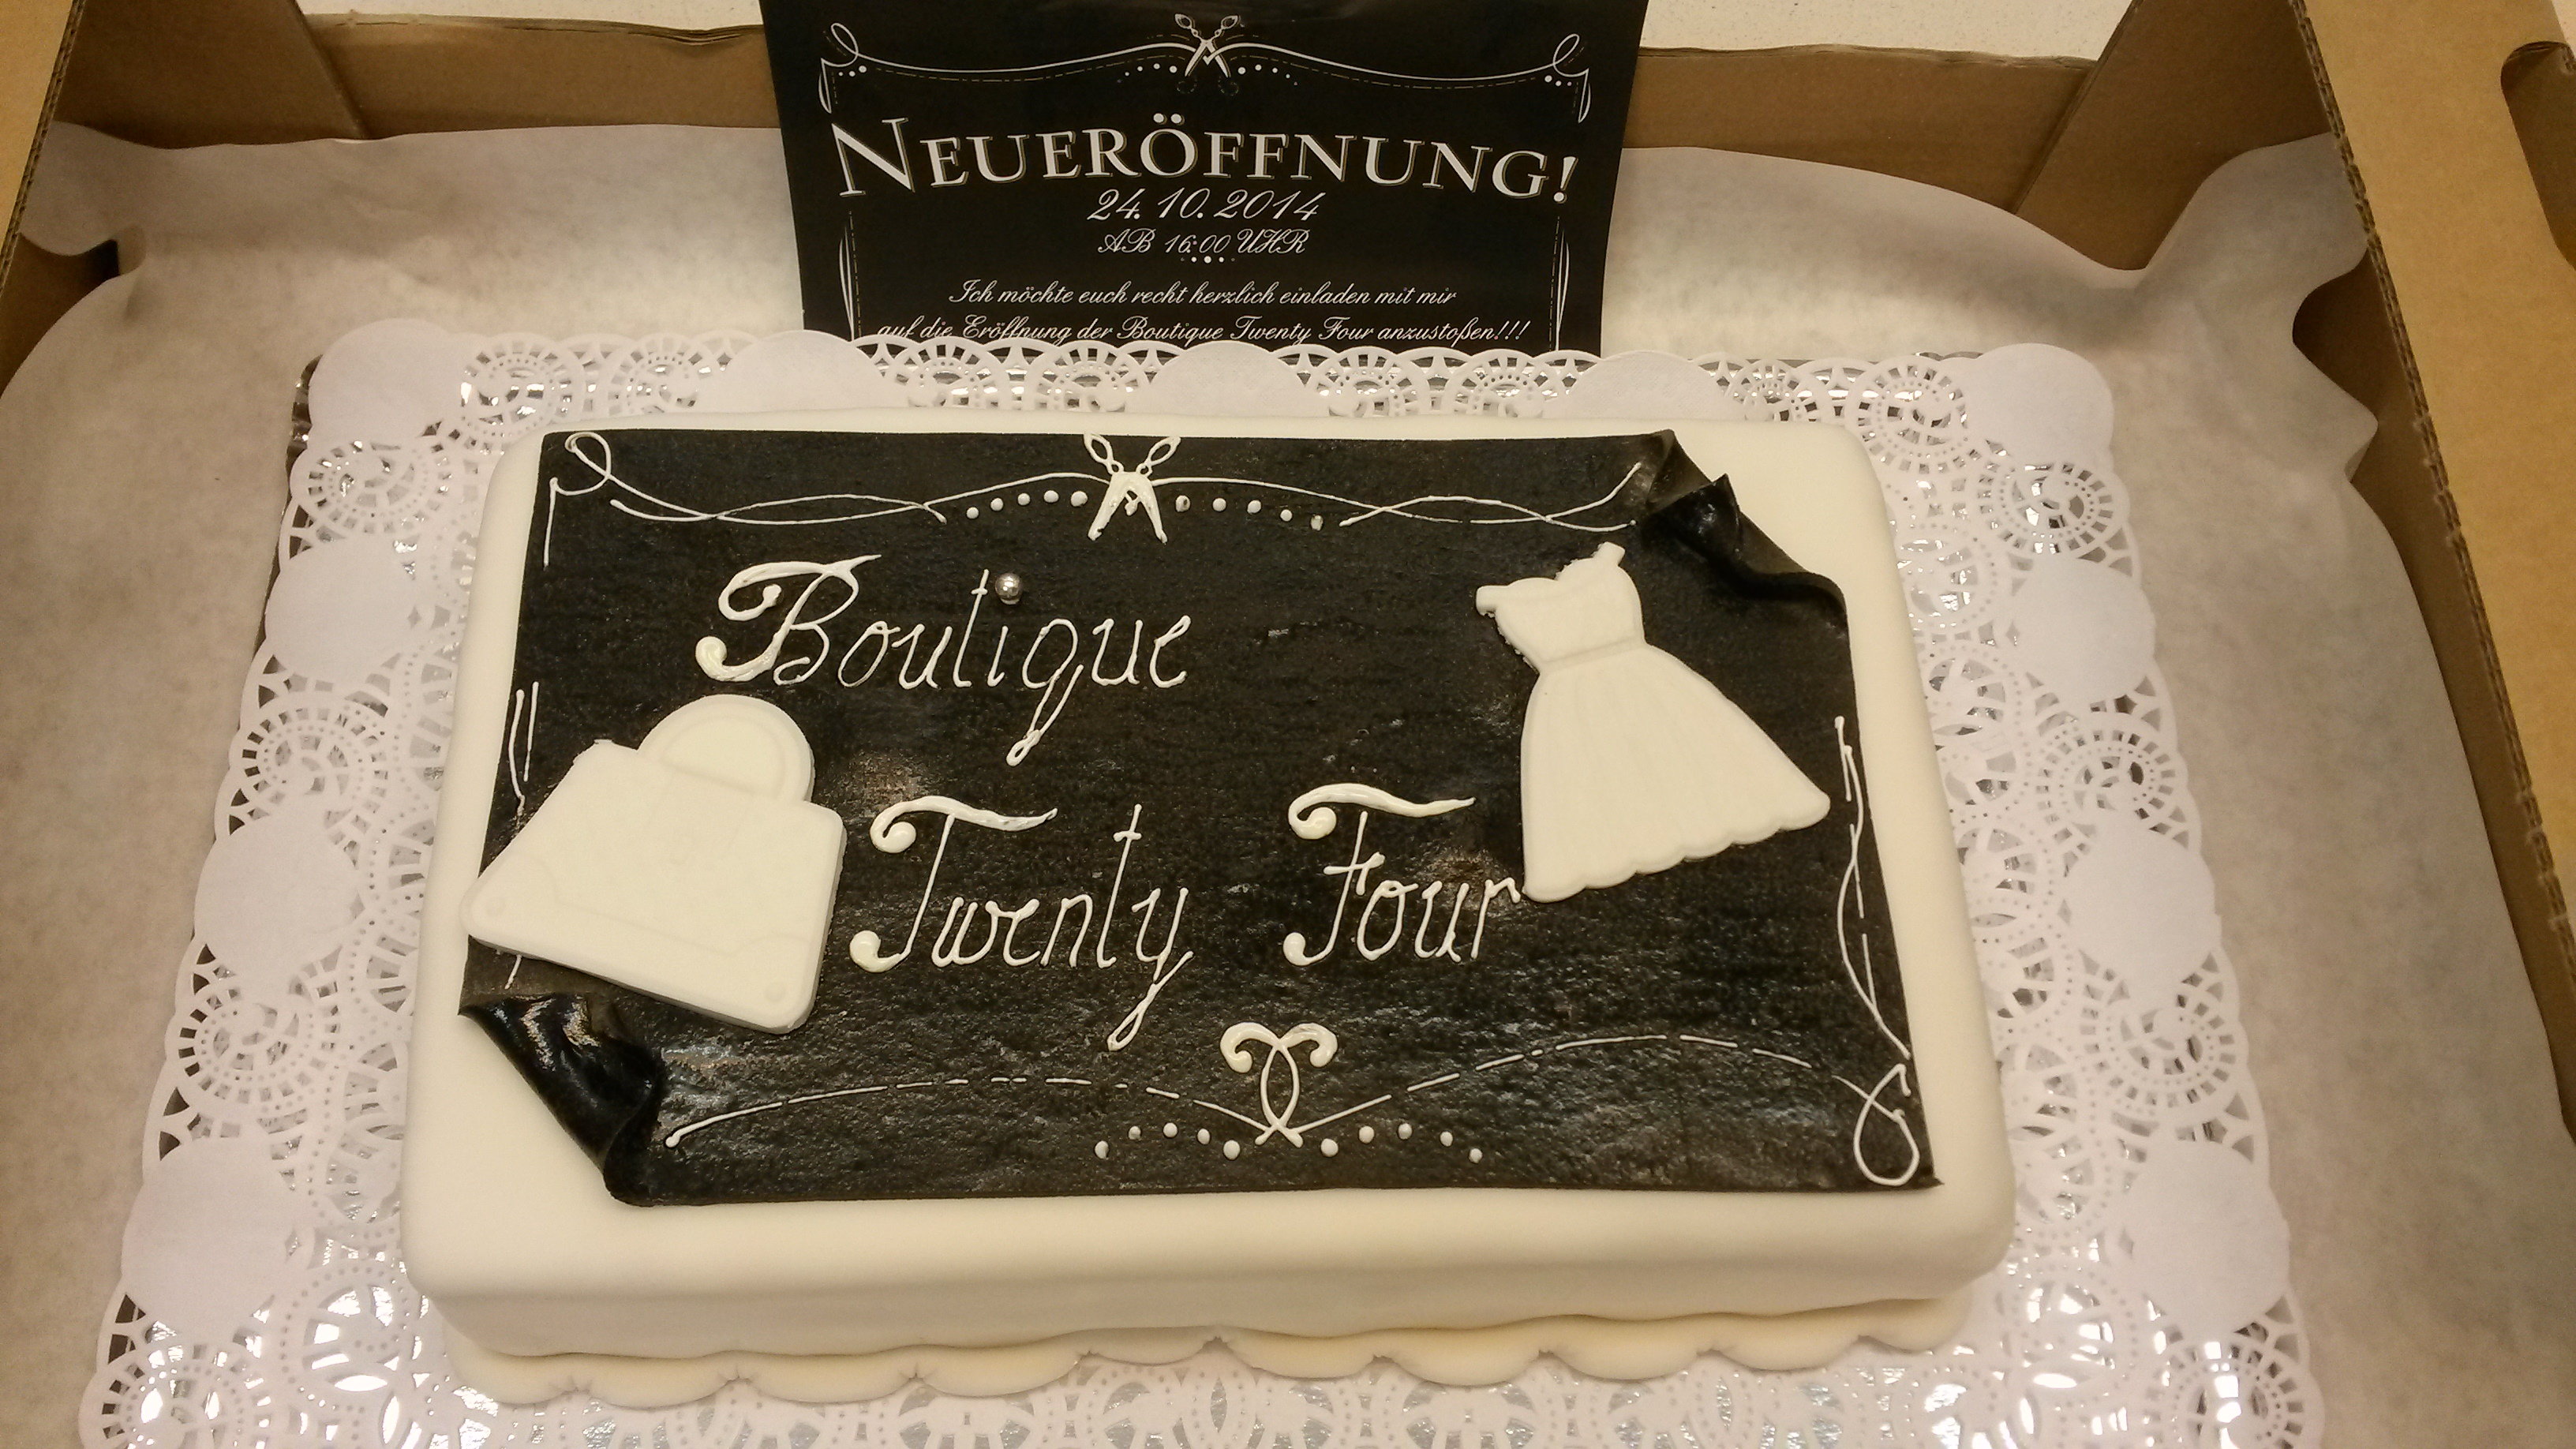 NEUERÖFFNUNG!
24.10.2014
AB 16:00 UHR
Ich möchte euch recht herzlich einladen mit mir
auf die Eröffnung der Boutique Twenty Four anzustoßen!!!
Boutique
Twenty Four